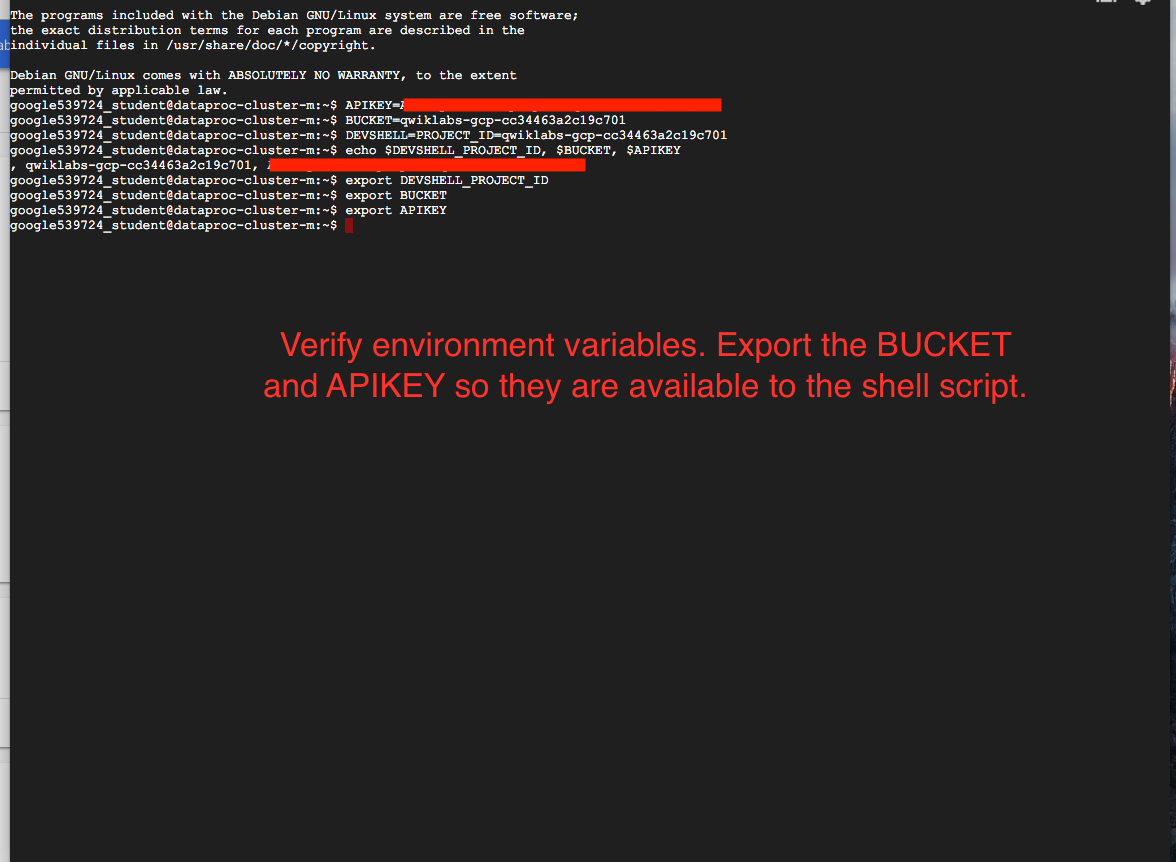 The programs included with the Debian GNU/Linux system are free software;
the exact distribution terms for each program are described in the
individual files in /usr/share/doc/*/copyright.
Debian GNU/Linux comes with ABSOLUTELY NO WARRANTY, to the extent
permitted by applicable law.
google539724_student@dataproc-cluster-m:~$ APIKEY=
google539724_student@dataproc-cluster-m:~$ BUCKET=qwiklabs-gcp-cc34463a2c19c701
google539724_student@dataproc-cluster-m:~$ DEVSHELL=PROJECT_ID=qwiklabs-gcp-cc34463a2c19c701
google539724_student@dataproc-cluster-m:~$ echo $DEVSHELL_PROJECT_ID, $BUCKET, $APIKEY
, qwiklabs-gcp-cc34463a2c19c701,
google539724_student@dataproc-cluster-m:~$ export DEVSHELL_PROJECT_ID
google539724_student@dataproc-cluster-m:~$ export BUCKET
google539724_student@dataproc-cluster-m:~$ export APIKEY
google539724_student@dataproc-cluster-m:~$
Verify environment variables. Export the BUCKET
and APIKEY so they are available to the shell script.